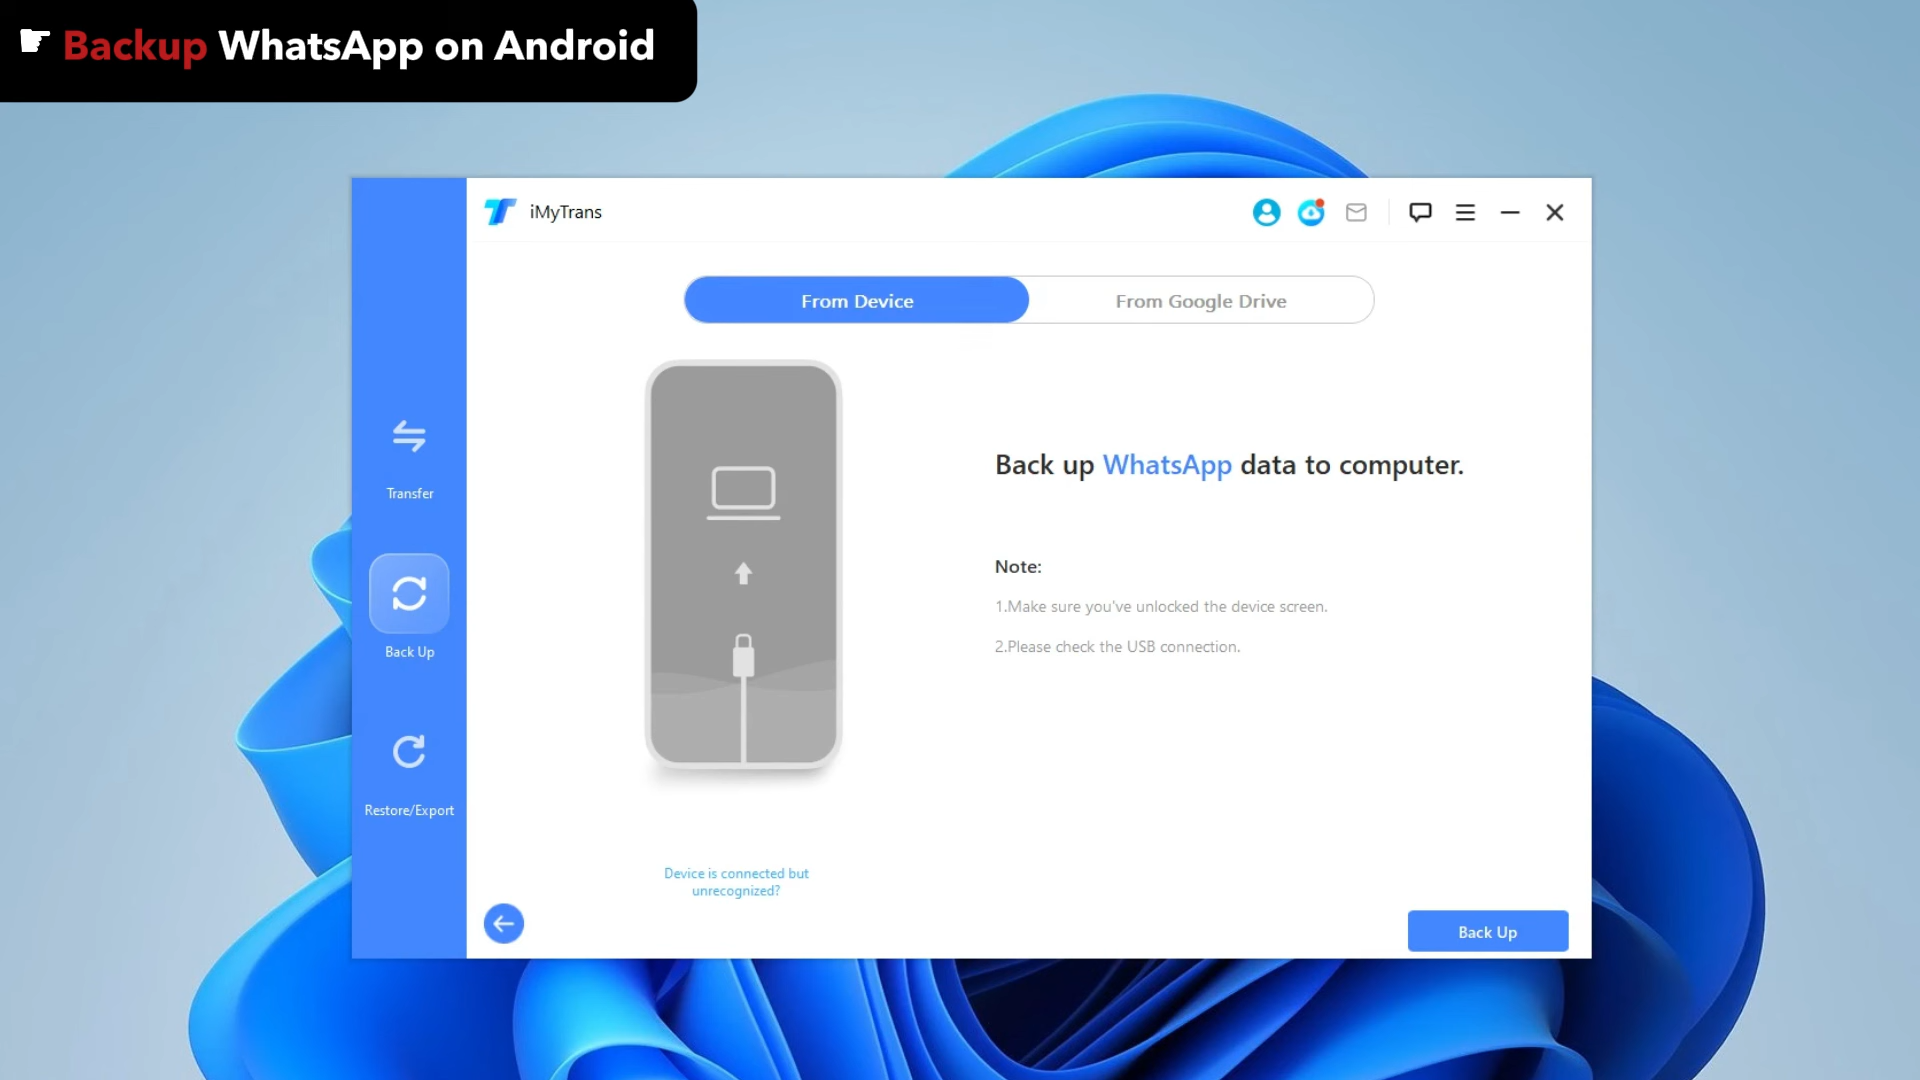 Backup WhatsApp on Android
iMyTrans
From Device
From Google Drive
Transfer
Back Up
Restore/Export
Back up WhatsApp data to computer.
Note:
1.Make sure you've unlocked the device screen.
2.Please check the USB connection.
Device is connected but
unrecognized?
Back Up